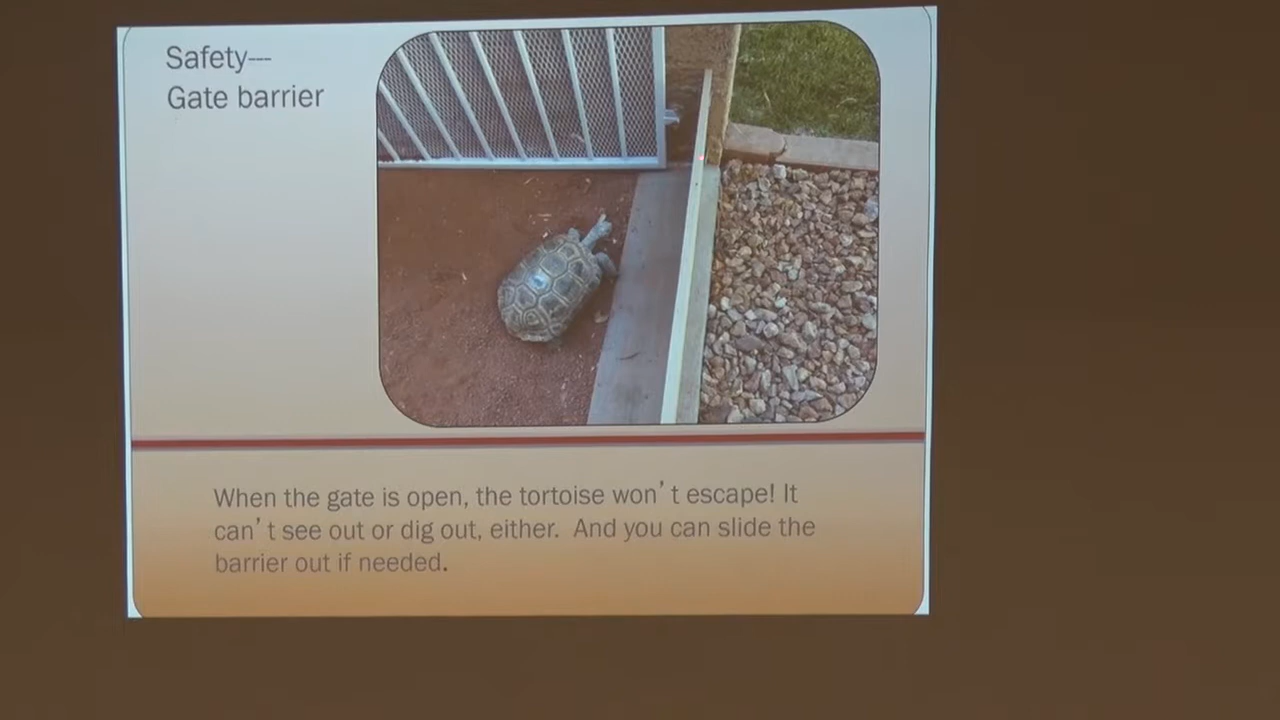 Safety---
Gate barrier
When the gate is open, the tortoise won't escape! It
can't see out or dig out, either.  And you can slide the
barrier out if needed.